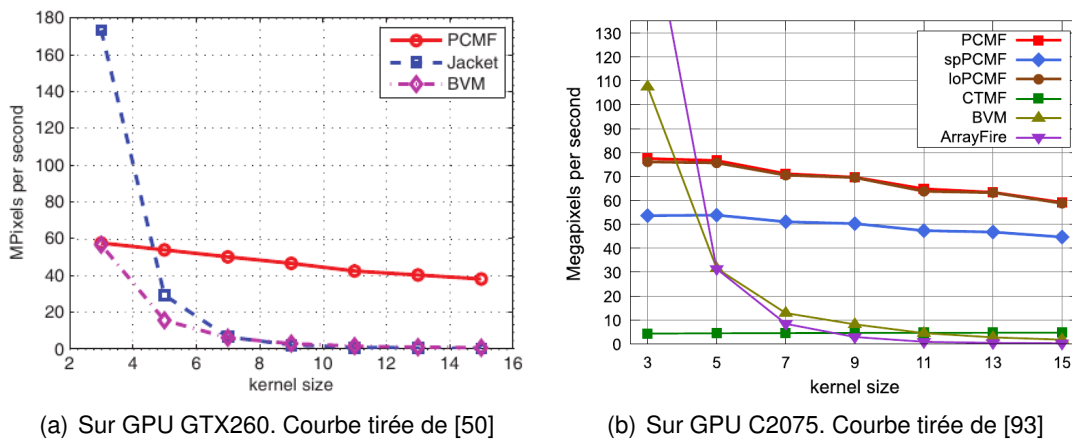 180
160
140
120
100
80
60
40
20
0
MPixels per second
PCMF
Jacket
BVM
2 4 6 8 10 12 14 16
kernel size
(a) Sur GPU GTX260. Courbe tirée de [50]
130
120
110
100
90
80
70
60
50
40
30
20
10
0
Megapixels per second
PCMF
spPCMF
loPCMF
CTMF
BVM
ArrayFire
3 5 7 9 11 13 15
kernel size
(b) Sur GPU C2075. Courbe tirée de [93]